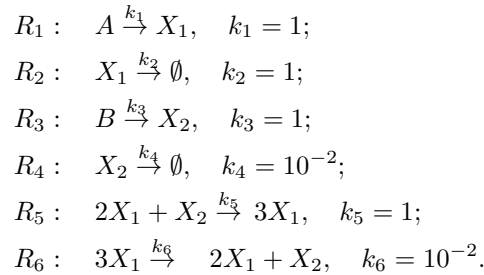 R₁ : A →^{k₁} X₁, k₁ = 1;
R₂ : X₁ →^{k₂} ∅, k₂ = 1;
R₃ : B →^{k₃} X₂, k₃ = 1;
R₄ : X₂ →^{k₄} ∅, k₄ = 10⁻²;
R₅ : 2X₁ + X₂ →^{k₅} 3X₁, k₅ = 1;
R₆ : 3X₁ →^{k₆} 2X₁ + X₂, k₆ = 10⁻².